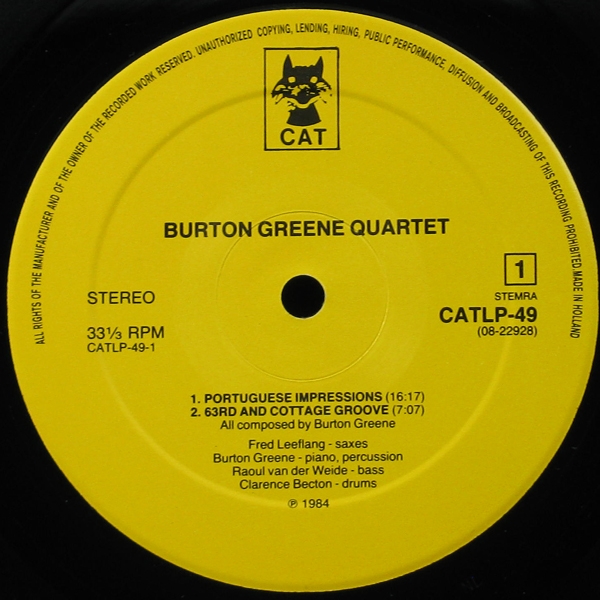 ALL RIGHTS OF THE MANUFACTURER AND OF THE OWNER OF THE RECORDED WORK RESERVED. UNAUTHORIZED COPYING, LENDING, HIRING, PUBLIC PERFORMANCE, DIFFUSION AND BROADCASTING OF THIS RECORDING PROHIBITED. MADE IN HOLLAND
CAT
BURTON GREENE QUARTET
1
STEREO
STEMRA
CATLP-49
33⅓ RPM
(08-22928)
CATLP-49-1
1. PORTUGUESE IMPRESSIONS (16:17)
2. 63RD AND COTTAGE GROOVE (7:07)
All composed by Burton Greene
Fred Leeflang - saxes
Burton Greene - piano, percussion
Raoul van der Weide - bass
Clarence Becton - drums
℗ 1984